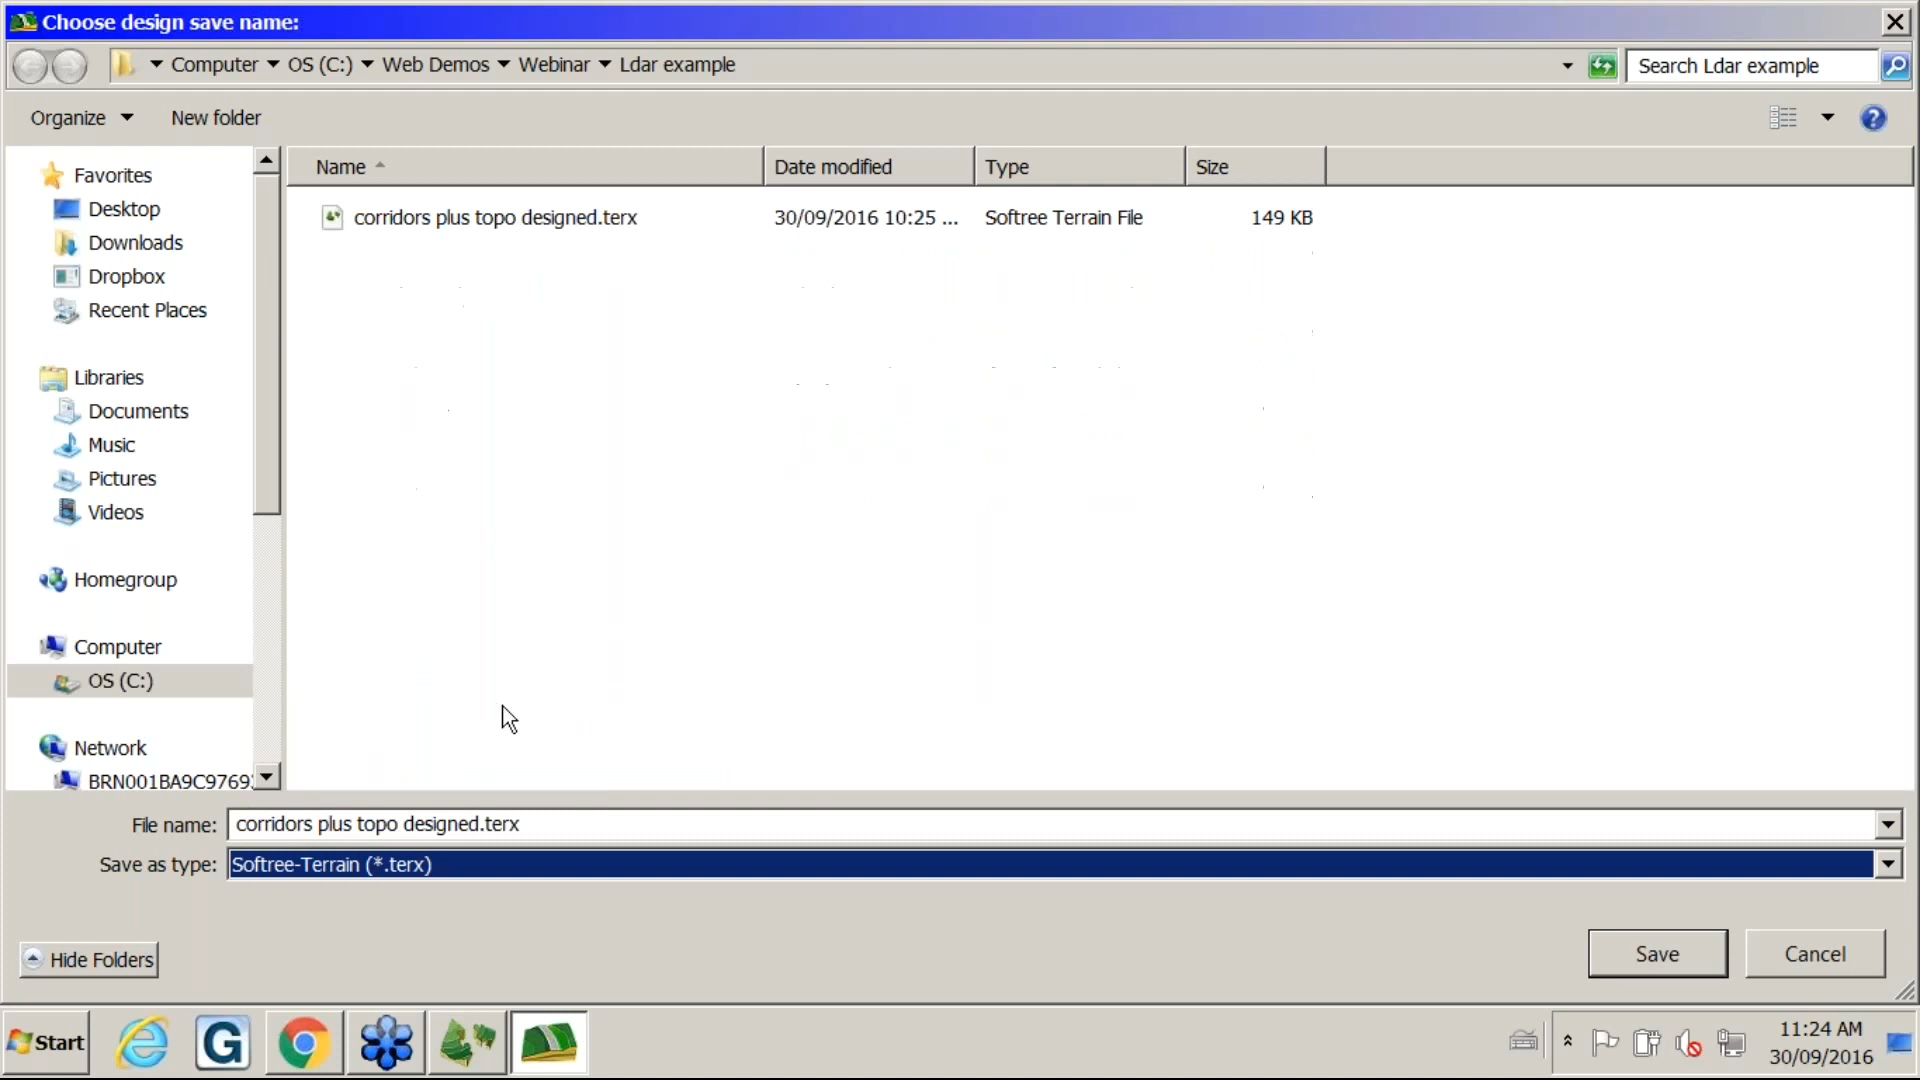 Choose design save name:
Computer OS (C:) Web Demos Webinar Ldar example
Search Ldar example
Organize New folder
Name Date modified Type Size
corridors plus topo designed.terx 30/09/2016 10:25 ... Softree Terrain File 149 KB
Favorites
Desktop
Downloads
Dropbox
Recent Places
Libraries
Documents
Music
Pictures
Videos
Homegroup
Computer
OS (C:)
Network
BRN001BA9C9769
File name: corridors plus topo designed.terx
Save as type: Softree-Terrain (*.terx)
Hide Folders
Save Cancel
Start
G
11:24 AM
30/09/2016